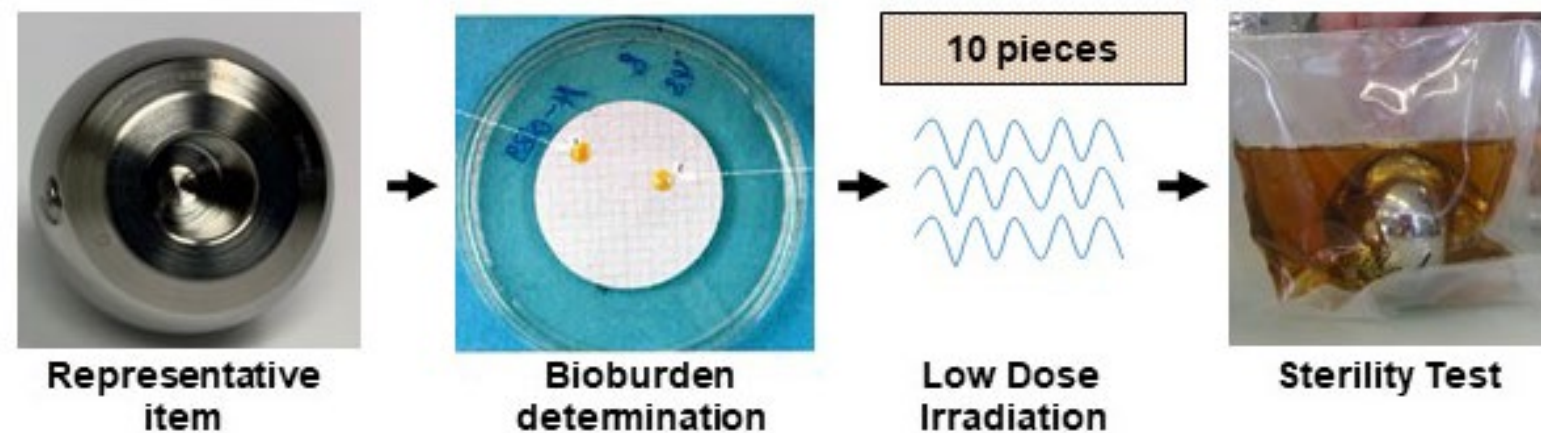 10 pieces
Representative
item
Bioburden
determination
Low Dose
Irradiation
Sterility Test